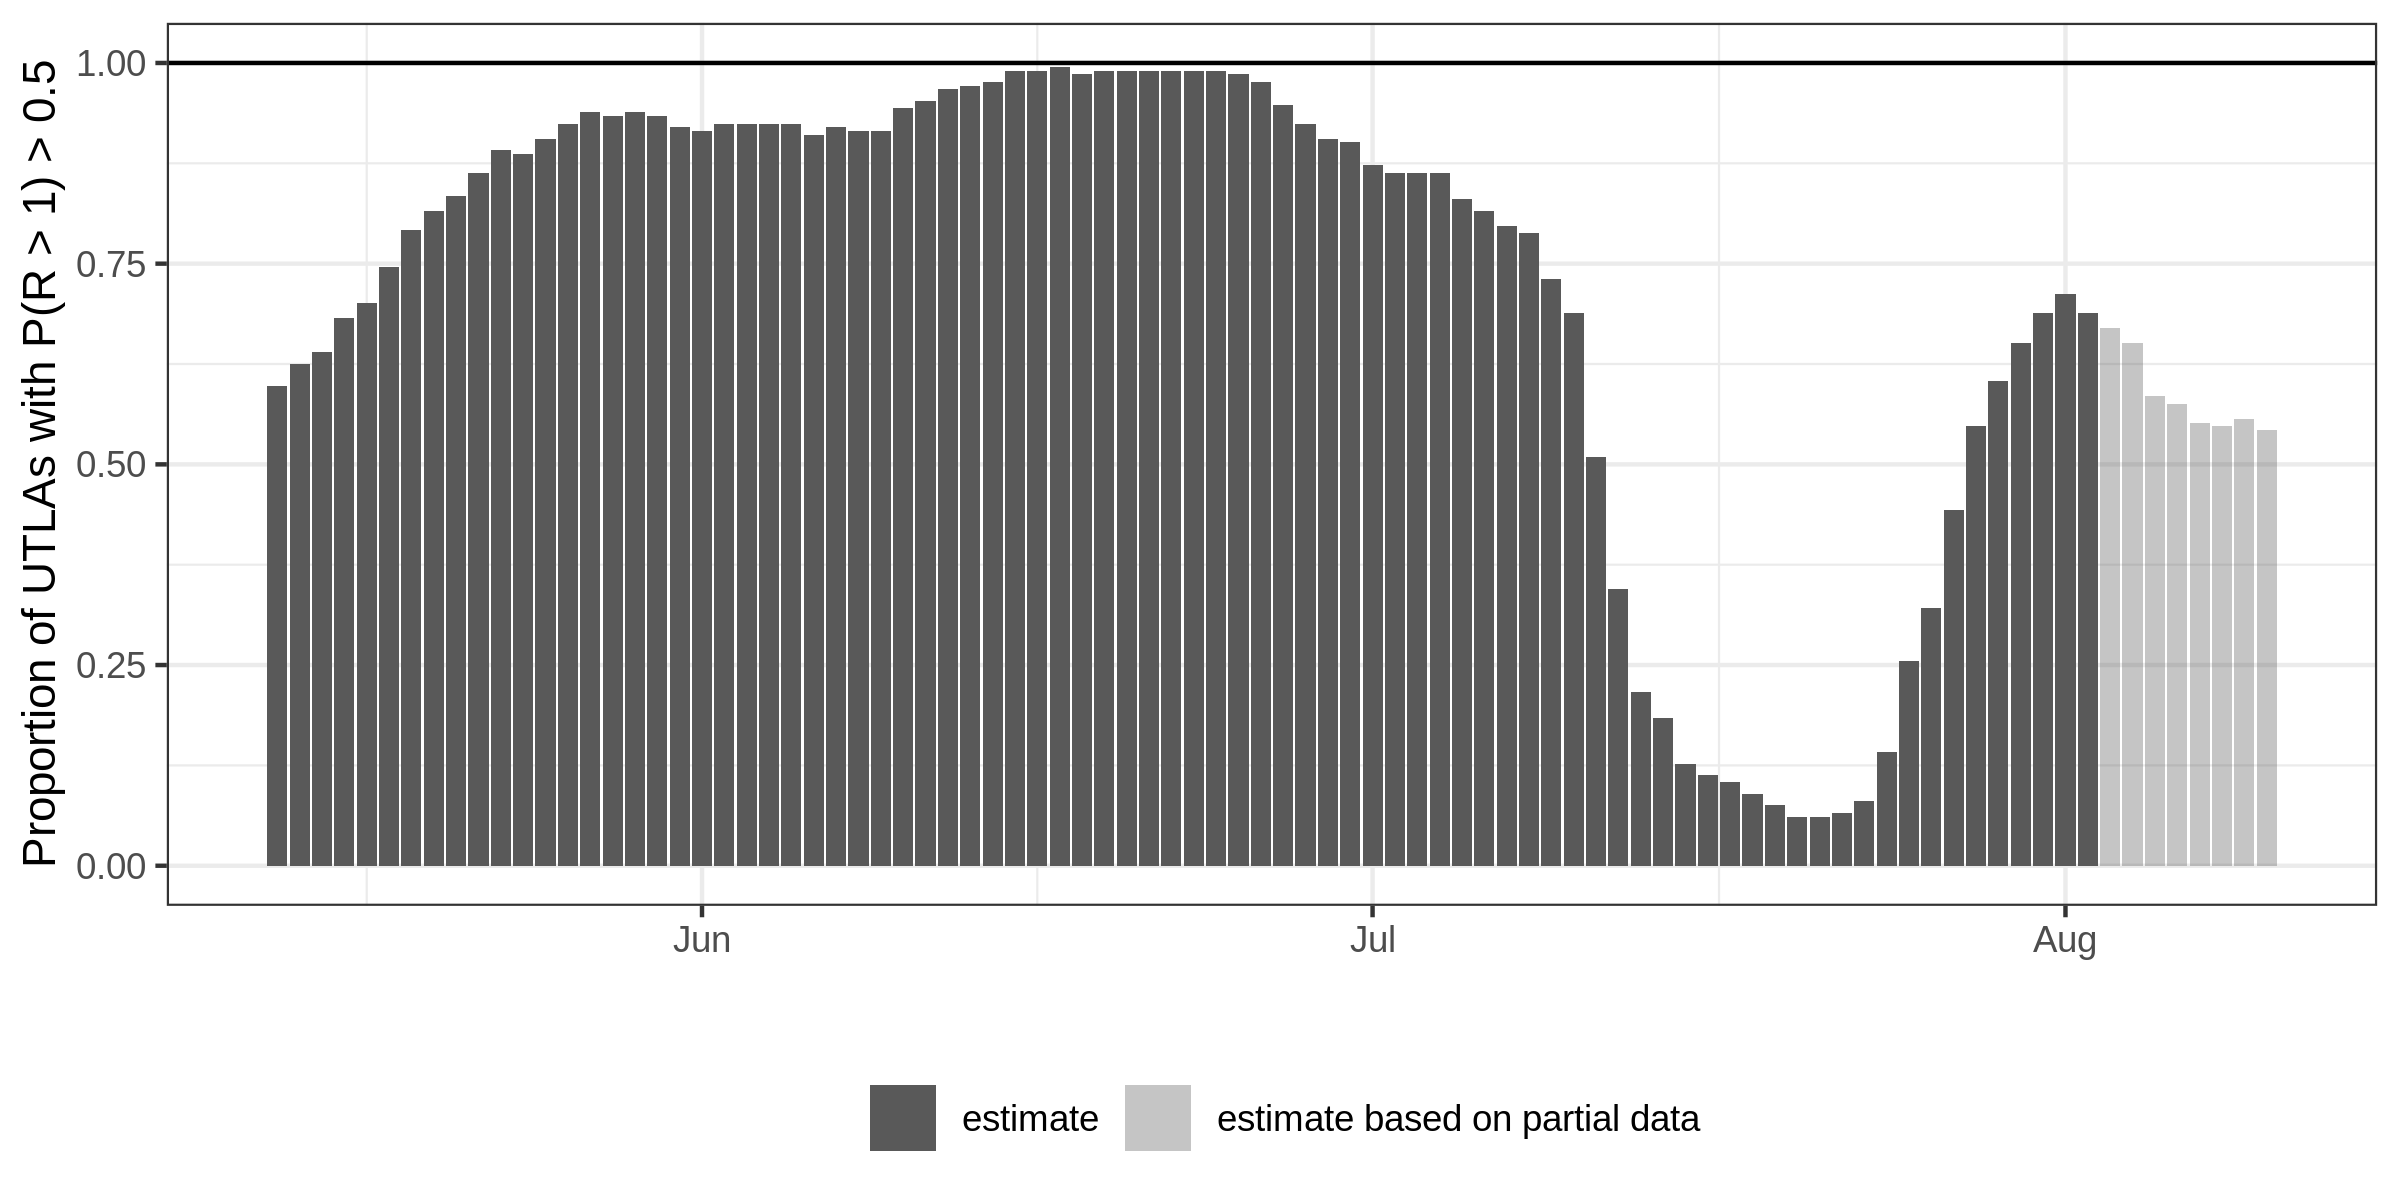 Proportion of UTLAs with P(R > 1) > 0.5
1.00
0.75
0.50
0.25
0.00
Jun Jul Aug
estimate estimate based on partial data